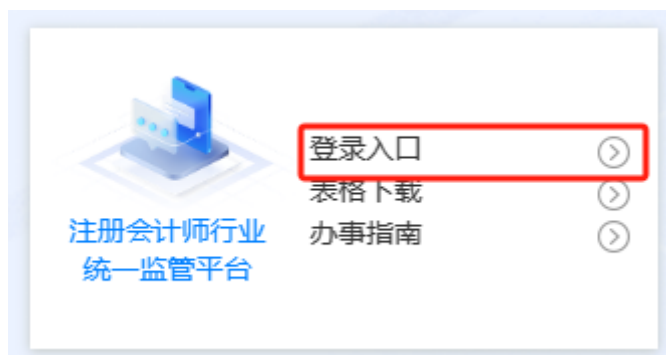 登录入口
表格下载
办事指南
注册会计师行业
统一监管平台